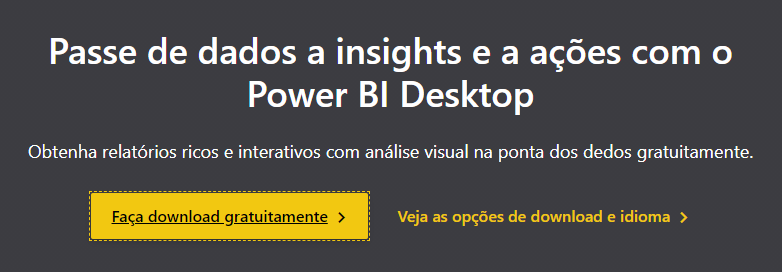 Passe de dados a insights e a ações com o
Power BI Desktop
Obtenha relatórios ricos e interativos com análise visual na ponta dos dedos gratuitamente.
Faça download gratuitamente >
Veja as opções de download e idioma >